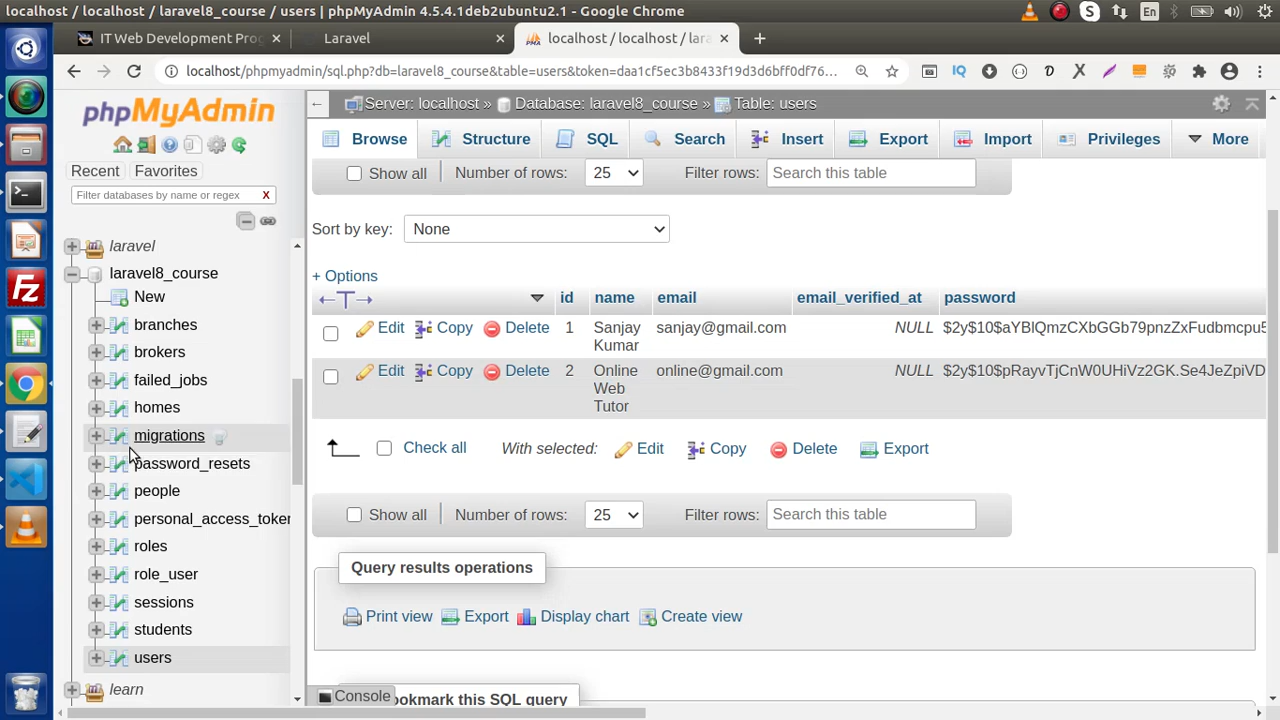 localhost / localhost / laravel8_course / users | phpMyAdmin 4.5.4.1deb2ubuntu2.1 - Google Chrome
En
IT Web Development Pro
Laravel
localhost / localhost / lara
localhost/phpmyadmin/sql.php?db=laravel8_course&table=users&token=daa1cf5ec3b8433f19d3d6bff0df76...
phpMyAdmin
Recent
Favorites
Filter databases by name or regex
X
laravel
laravel8_course
New
branches
brokers
failed_jobs
homes
migrations
password_resets
people
personal_access_token
roles
role_user
sessions
students
users
learn
Server: localhost » Database: laravel8_course » Table: users
Browse
Structure
SQL
Search
Insert
Export
Import
Privileges
More
Show all
Number of rows: 25
Filter rows: Search this table
Sort by key: None
+ Options
id name email email_verified_at password
Edit Copy Delete 1 Sanjay Kumar sanjay@gmail.com NULL $2y$10$aYBlQmzCXbGGb79pnzZxFudbmcpu5
Edit Copy Delete 2 Online Web Tutor online@gmail.com NULL $2y$10$pRayvTjCnW0UHiVz2GK.Se4JeZpiVD
Check all With selected: Edit Copy Delete Export
Show all
Number of rows: 25
Filter rows: Search this table
Query results operations
Print view Export Display chart Create view
Console
ookmark this SQL query